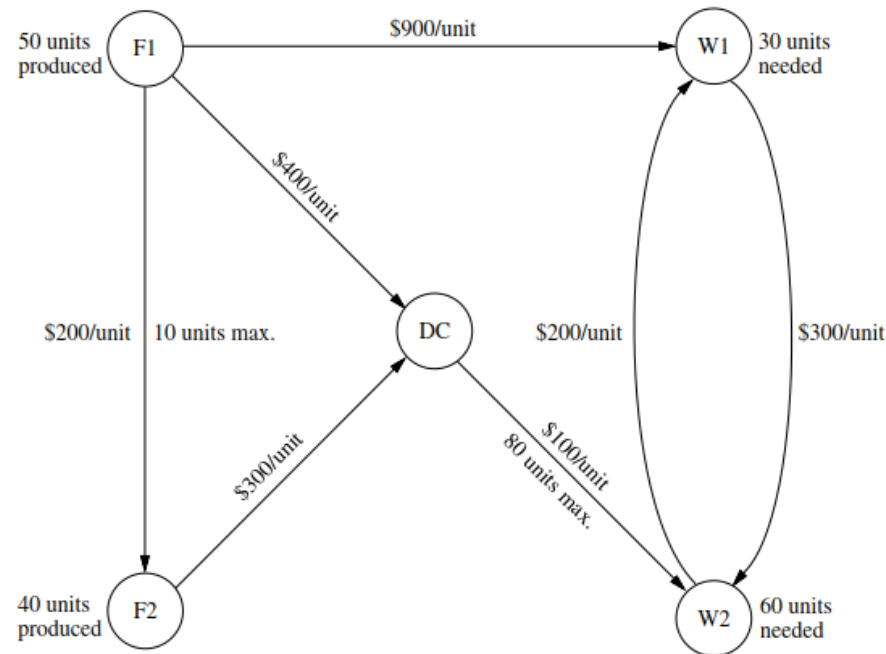 $900/unit
50 units
produced
F1
W1
30 units
needed
$400/unit
$200/unit
10 units max.
DC
$200/unit
$300/unit
$300/unit
$100/unit
80 units max.
40 units
produced
F2
W2
60 units
needed